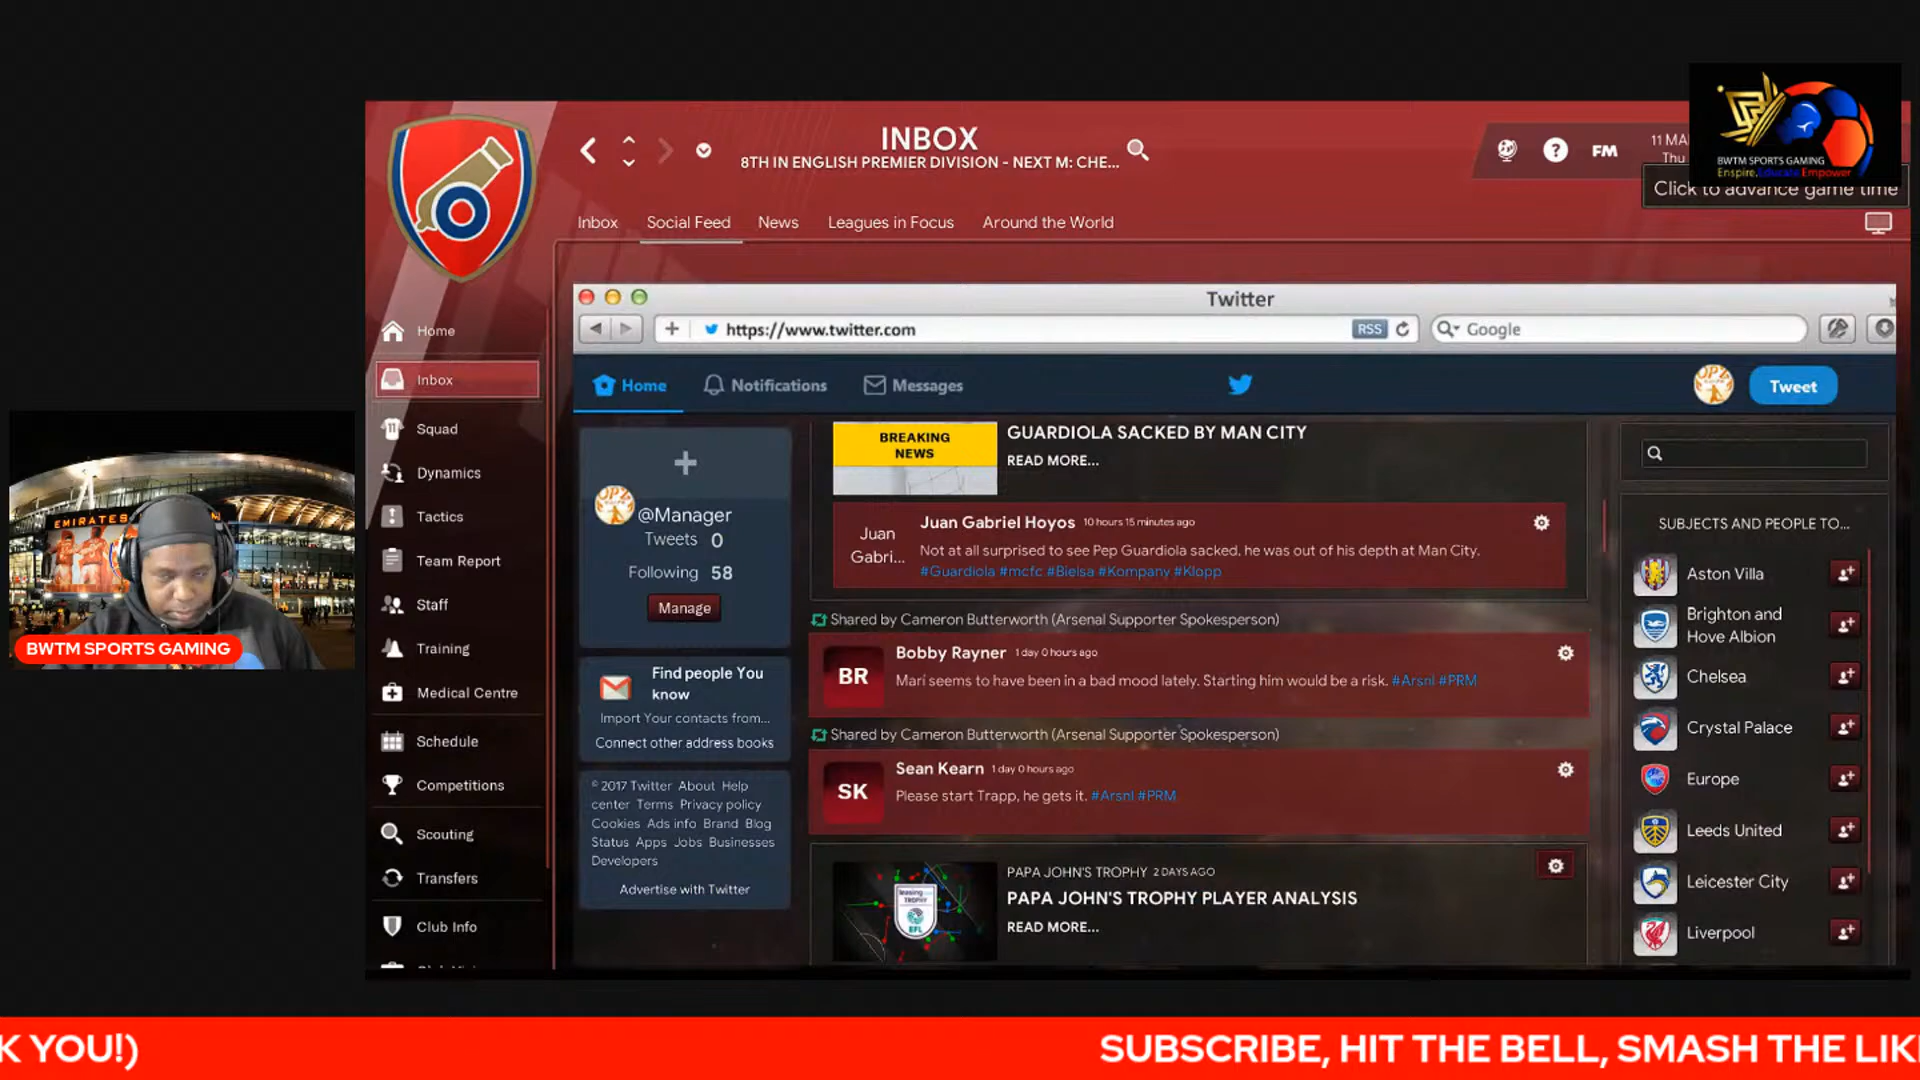 INBOX
8TH IN ENGLISH PREMIER DIVISION - NEXT M: CHE...
FM
11 MA
Thu
BWTM SPORTS GAMING
Enspire.Educate.Empower
Click to advance game time
Inbox
Social Feed
News
Leagues in Focus
Around the World
Home
Inbox
Squad
Dynamics
Tactics
Team Report
Staff
Training
Medical Centre
Schedule
Competitions
Scouting
Transfers
Club Info
Twitter
https://www.twitter.com
RSS
Google
Home
Notifications
Messages
Tweet
@Manager
Tweets 0
Following 58
Manage
Find people You
know
Import Your contacts from...
Connect other address books
© 2017 Twitter About Help
center Terms Privacy policy
Cookies Ads info Brand Blog
Status Apps Jobs Businesses
Developers
Advertise with Twitter
BREAKING
NEWS
GUARDIOLA SACKED BY MAN CITY
READ MORE...
Juan
Gabri...
Juan Gabriel Hoyos 10 hours 15 minutes ago
Not at all surprised to see Pep Guardiola sacked, he was out of his depth at Man City.
#Guardiola #mcfc #Bielsa #Kompany #Klopp
Shared by Cameron Butterworth (Arsenal Supporter Spokesperson)
BR
Bobby Rayner 1 day 0 hours ago
Marí seems to have been in a bad mood lately. Starting him would be a risk. #Arsnl #PRM
Shared by Cameron Butterworth (Arsenal Supporter Spokesperson)
SK
Sean Kearn 1 day 0 hours ago
Please start Trapp, he gets it. #Arsnl #PRM
leasing
TROPHY
EFL
PAPA JOHN'S TROPHY 2 DAYS AGO
PAPA JOHN'S TROPHY PLAYER ANALYSIS
READ MORE...
SUBJECTS AND PEOPLE TO...
Aston Villa
Brighton and
Hove Albion
Chelsea
Crystal Palace
Europe
Leeds United
Leicester City
Liverpool
EMIRATES
BWTM SPORTS GAMING
K YOU!)
SUBSCRIBE, HIT THE BELL, SMASH THE LIK